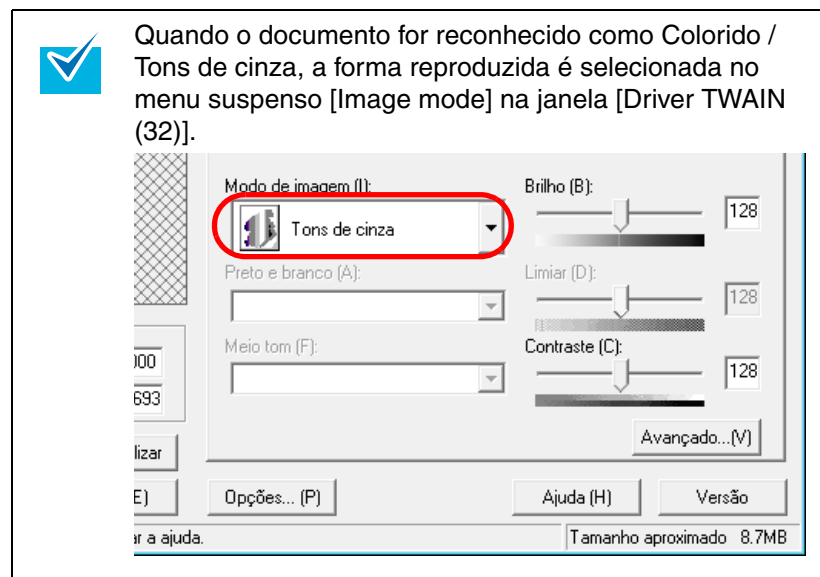 Quando o documento for reconhecido como Colorido /
Tons de cinza, a forma reproduzida é selecionada no
menu suspenso [Image mode] na janela [Driver TWAIN
(32)].
Modo de imagem (I):
Tons de cinza
Preto e branco (A):
Meio tom (F):
Brilho (B):
128
Limiar (D):
128
Contraste (C):
128
Avançado...(V)
000
693
lizar
E)
Opções... (P)
Ajuda (H)
Versão
ar a ajuda.
Tamanho aproximado 8.7MB